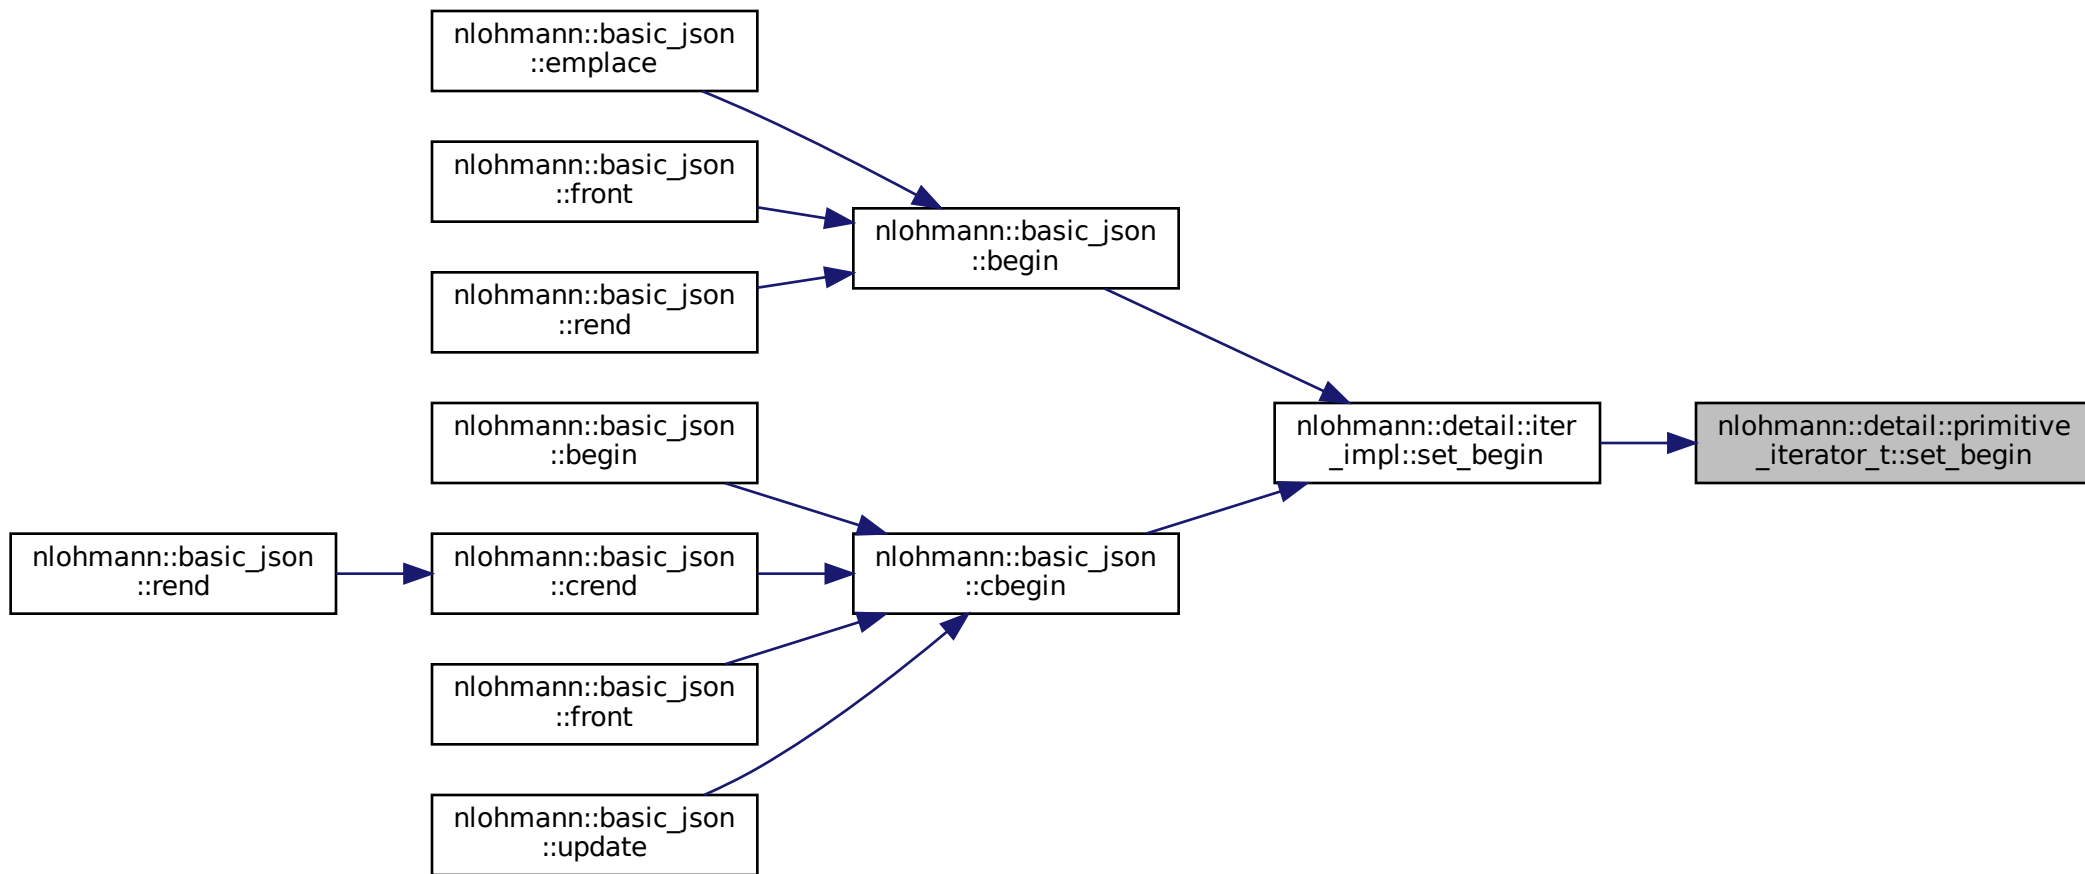 nlohmann::basic_json
::emplace
nlohmann::basic_json
::front
nlohmann::basic_json
::rend
nlohmann::basic_json
::begin
nlohmann::basic_json
::begin
nlohmann::detail::iter
_impl::set_begin
nlohmann::detail::primitive
_iterator_t::set_begin
nlohmann::basic_json
::rend
nlohmann::basic_json
::crend
nlohmann::basic_json
::cbegin
nlohmann::basic_json
::front
nlohmann::basic_json
::update